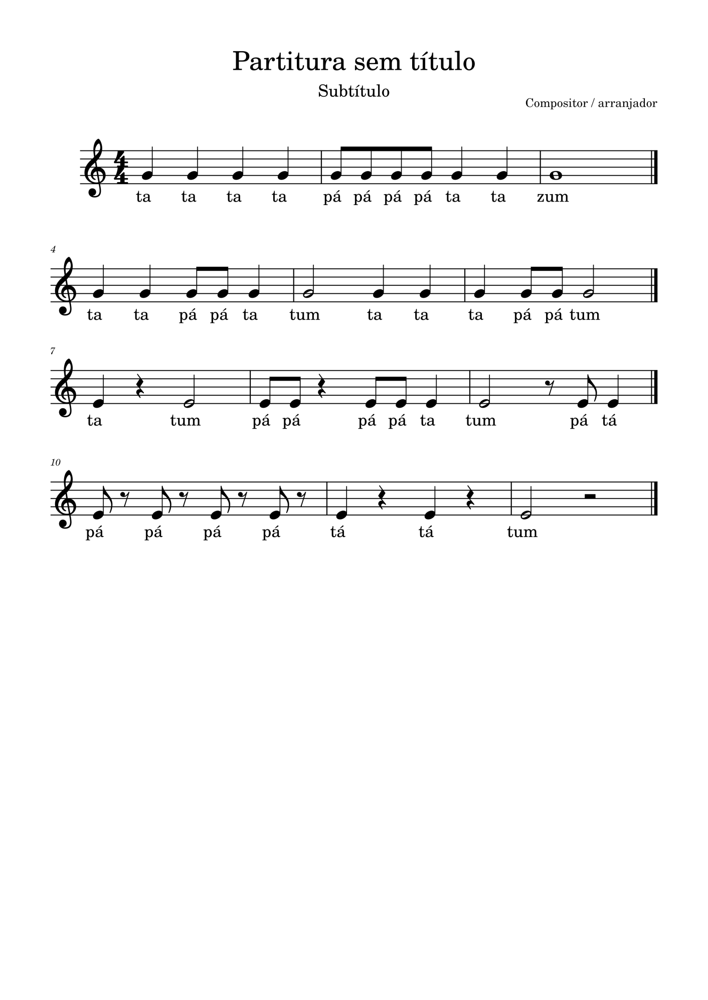 Partitura sem título
Subtítulo
Compositor / arranjador
4
4
ta ta ta ta pá pá pá pá ta ta zum
4
ta ta pá pá ta tum ta ta ta pá pá tum
7
ta tum pá pá pá pá ta tum pá tá
10
pá pá pá pá tá tá tum